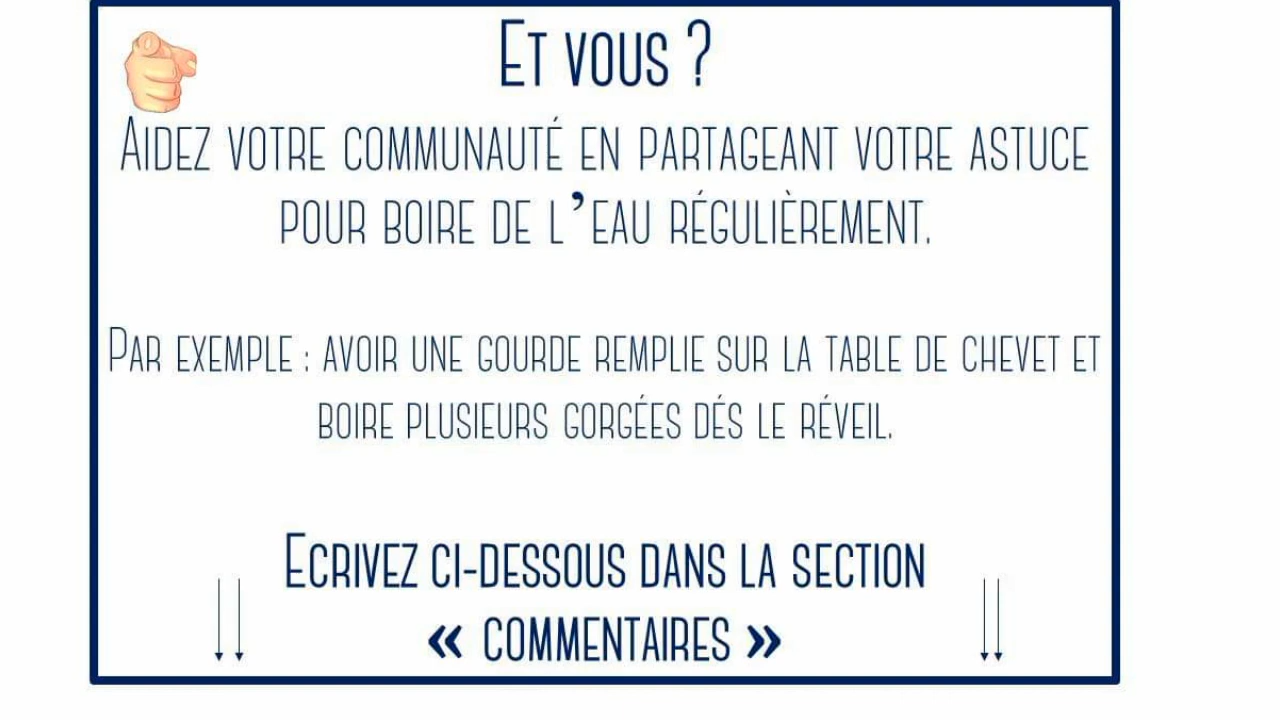 Et vous ?
Aidez votre communauté en partageant votre astuce
pour boire de l’eau régulièrement.
Par exemple : avoir une gourde remplie sur la table de chevet et
boire plusieurs gorgées dés le réveil.
Ecrivez ci-dessous dans la section
« commentaires »